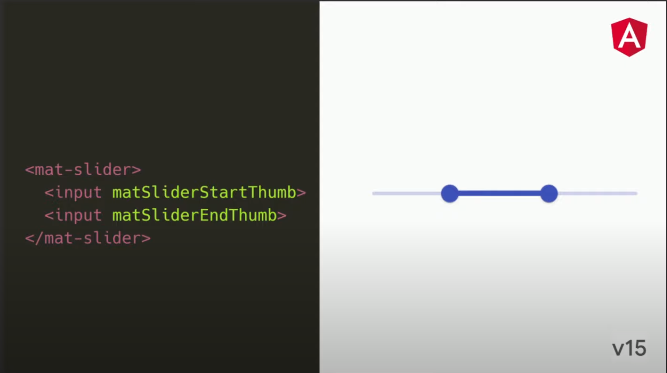 <mat-slider>
<input matSliderStartThumb>
<input matSliderEndThumb>
</mat-slider>
A
v15